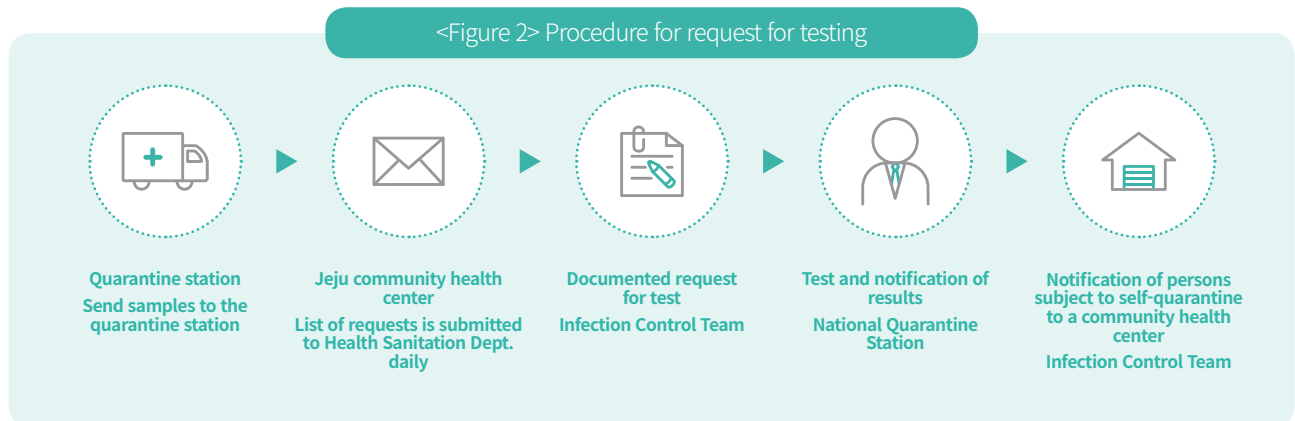 <Figure 2> Procedure for request for testing
Quarantine station
Send samples to the
quarantine station
Jeju community health
center
List of requests is submitted
to Health Sanitation Dept.
daily
Documented request
for test
Infection Control Team
Test and notification of
results
National Quarantine
Station
Notification of persons
subject to self-quarantine
to a community health
center
Infection Control Team